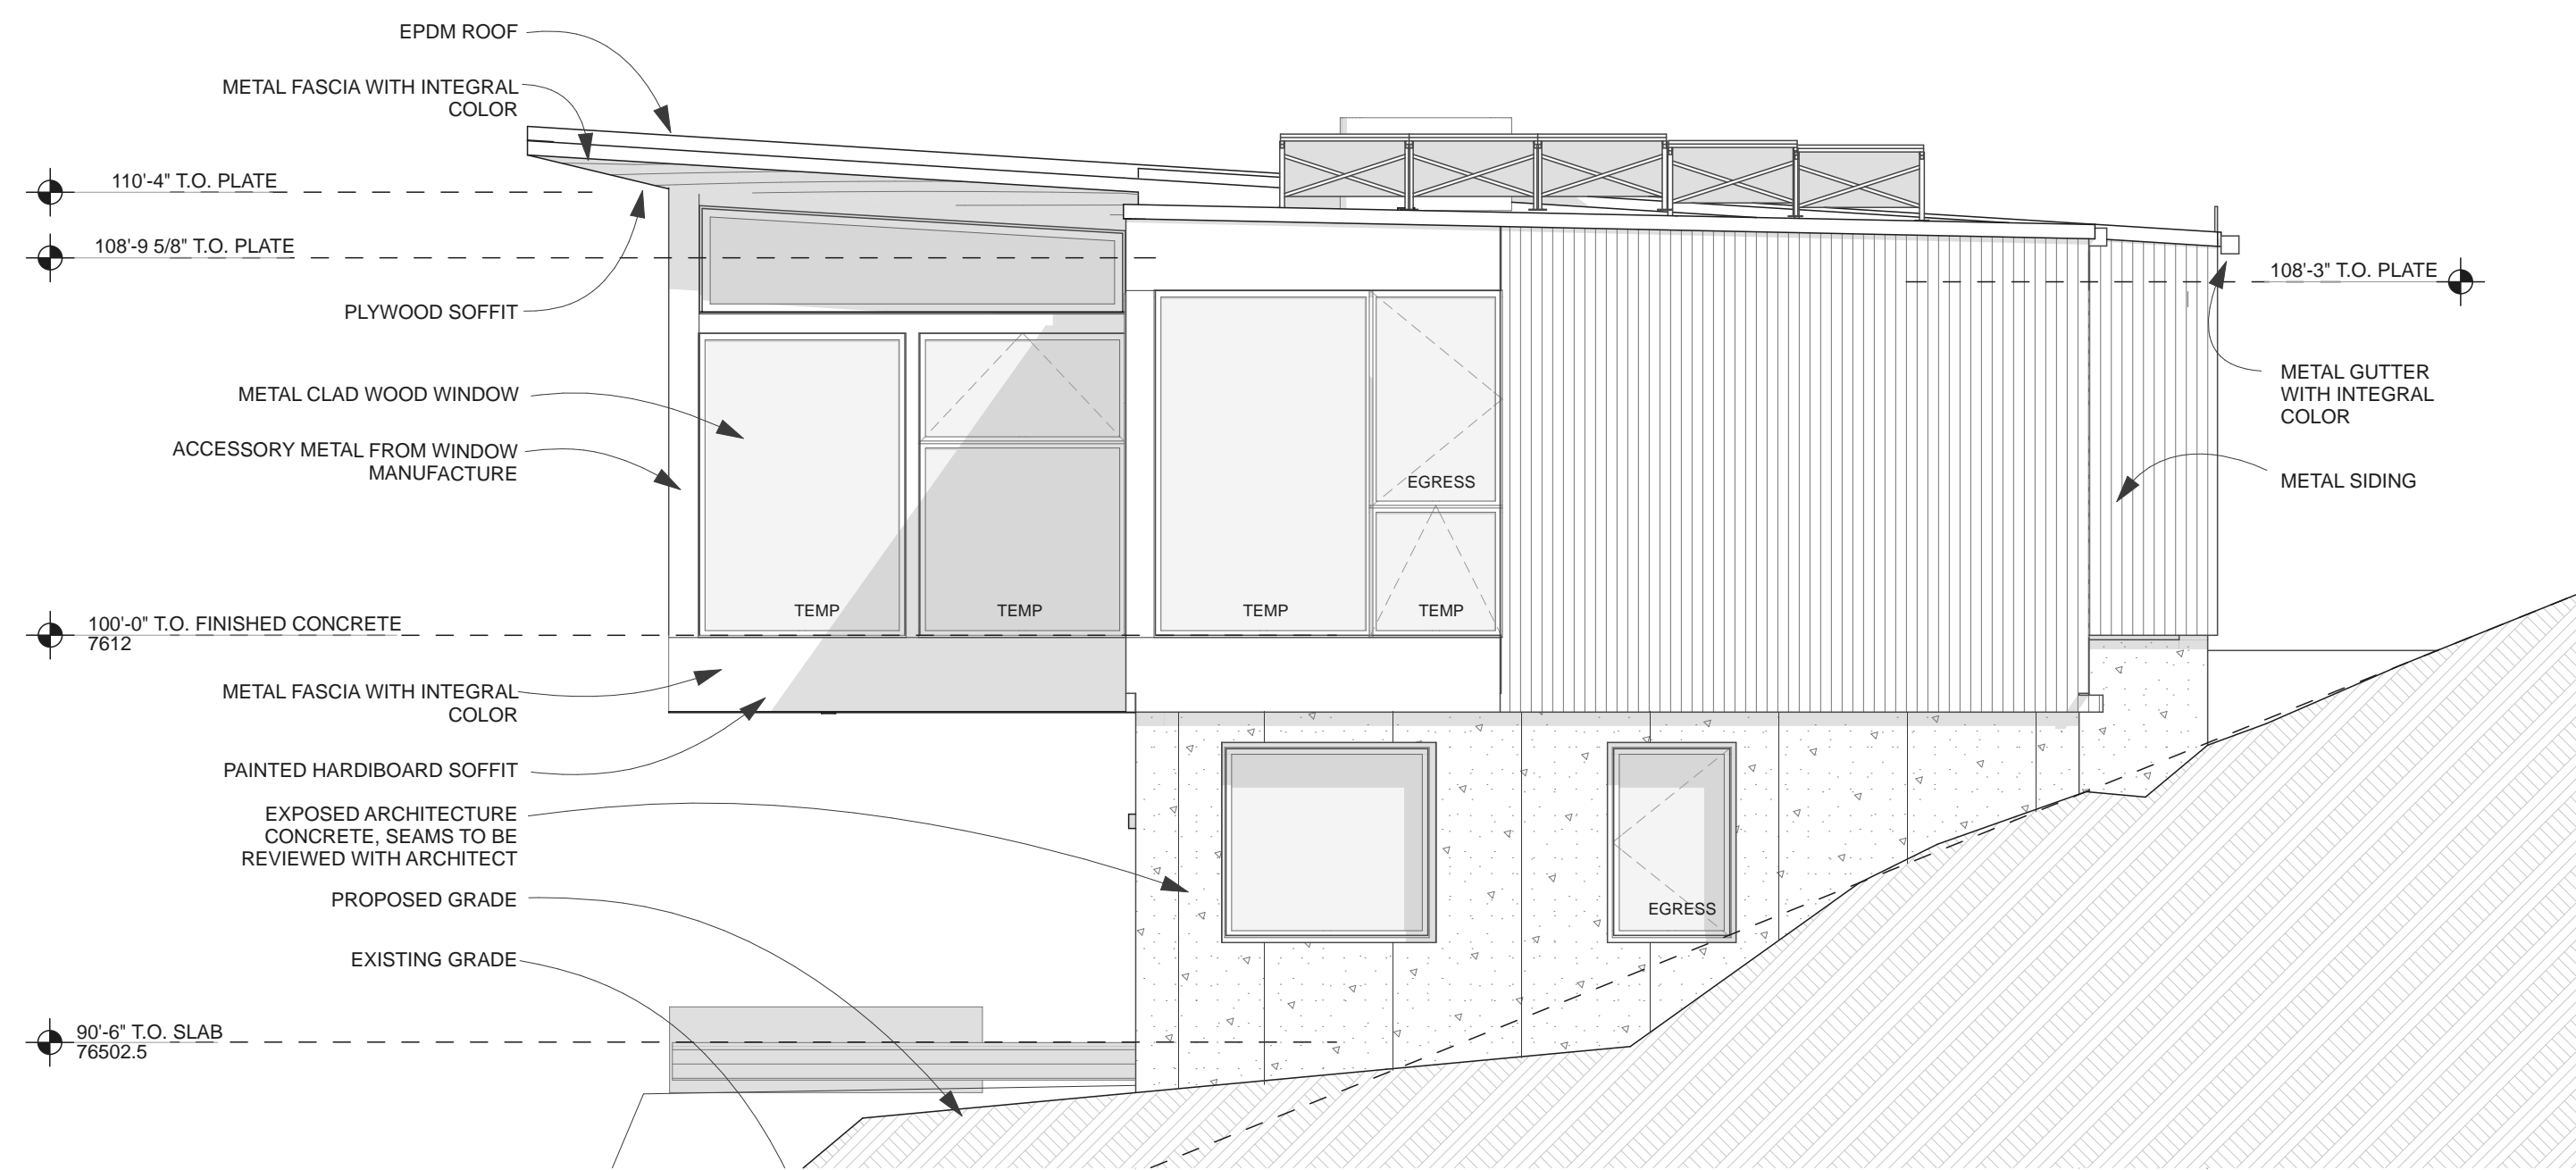 EPDM ROOF
METAL FASCIA WITH INTEGRAL
COLOR
110'-4" T.O. PLATE
108'-9 5/8" T.O. PLATE
PLYWOOD SOFFIT
METAL CLAD WOOD WINDOW
ACCESSORY METAL FROM WINDOW
MANUFACTURE
100'-0" T.O. FINISHED CONCRETE
7612
METAL FASCIA WITH INTEGRAL
COLOR
PAINTED HARDIBOARD SOFFIT
EXPOSED ARCHITECTURE
CONCRETE, SEAMS TO BE
REVIEWED WITH ARCHITECT
PROPOSED GRADE
EXISTING GRADE
90'-6" T.O. SLAB
76502.5
TEMP
TEMP
TEMP
EGRESS
TEMP
EGRESS
108'-3" T.O. PLATE
METAL GUTTER
WITH INTEGRAL
COLOR
METAL SIDING